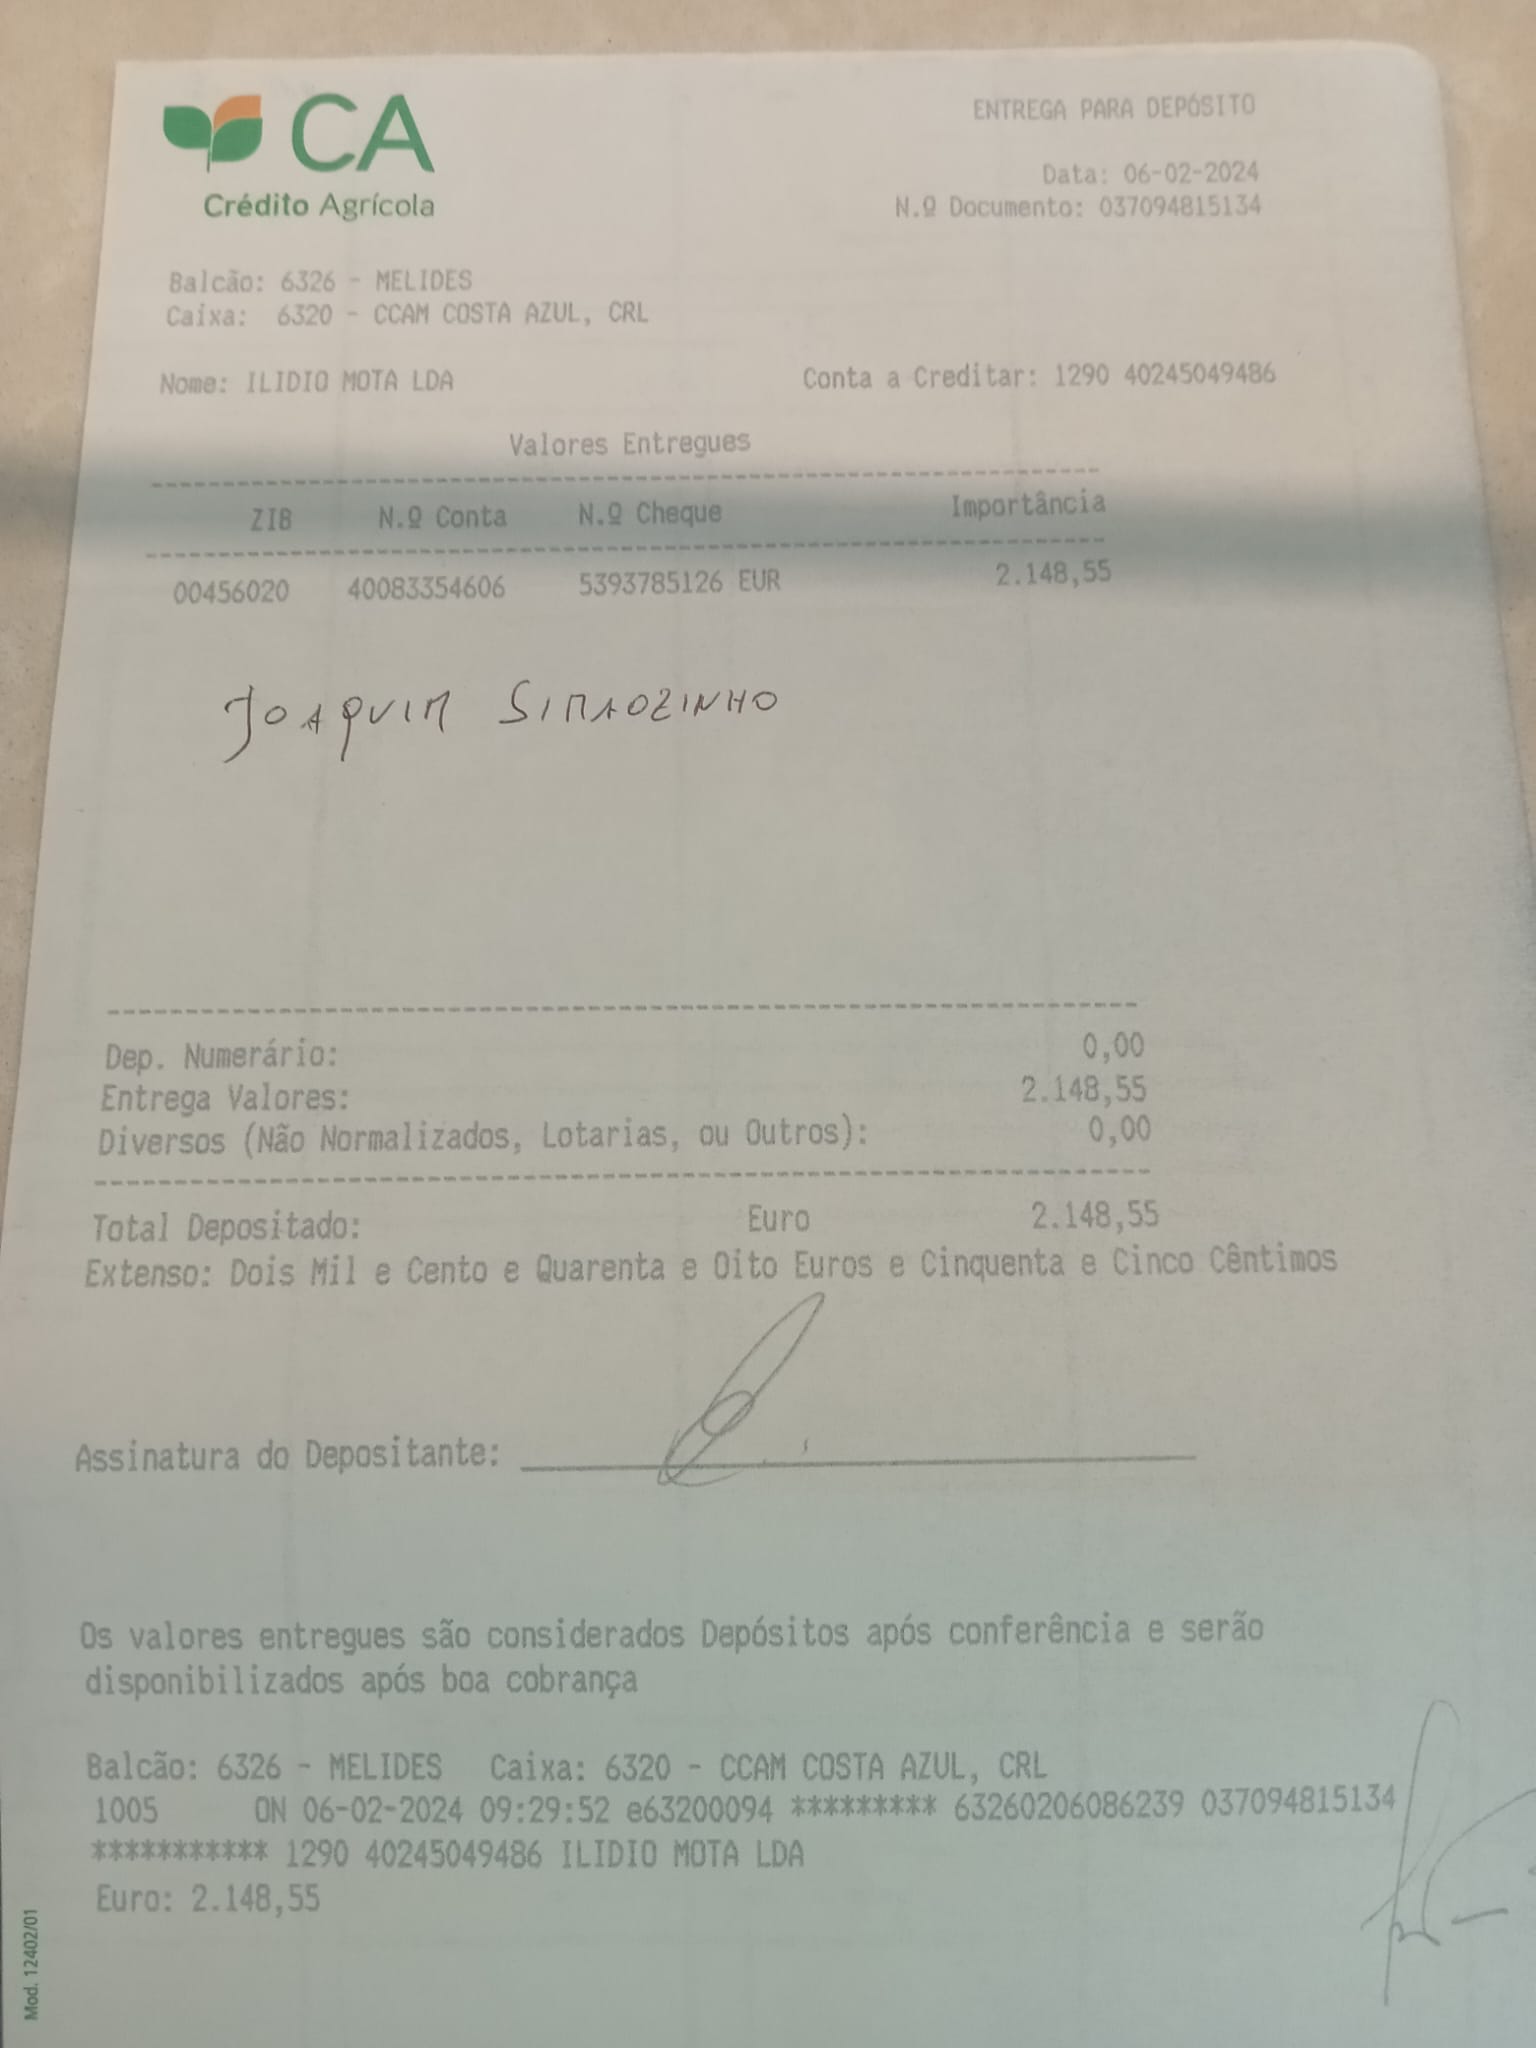 CA
Crédito Agrícola
ENTREGA PARA DEPÓSITO
Data: 06-02-2024
N.º Documento: 037094815134
Balcão: 6326 - MELIDES
Caixa: 6320 - CCAM COSTA AZUL, CRL
Nome: ILIDIO MOTA LDA Conta a Creditar: 1290 40245049486
Valores Entregues
ZIB N.º Conta N.º Cheque Importância
00456020 40083354606 5393785126 EUR 2.148,55
JOAQUIM SIMAOZINHO
Dep. Numerário: 0,00
Entrega Valores: 2.148,55
Diversos (Não Normalizados, Lotarias, ou Outros): 0,00
Total Depositado: Euro 2.148,55
Extenso: Dois Mil e Cento e Quarenta e Oito Euros e Cinquenta e Cinco Cêntimos
Assinatura do Depositante:
Os valores entregues são considerados Depósitos após conferência e serão
disponibilizados após boa cobrança
Balcão: 6326 - MELIDES Caixa: 6320 - CCAM COSTA AZUL, CRL
1005 ON 06-02-2024 09:29:52 e63200094 ********* 63260206086239 037094815134
*********** 1290 40245049486 ILIDIO MOTA LDA
Euro: 2.148,55
Mod. 12402/01